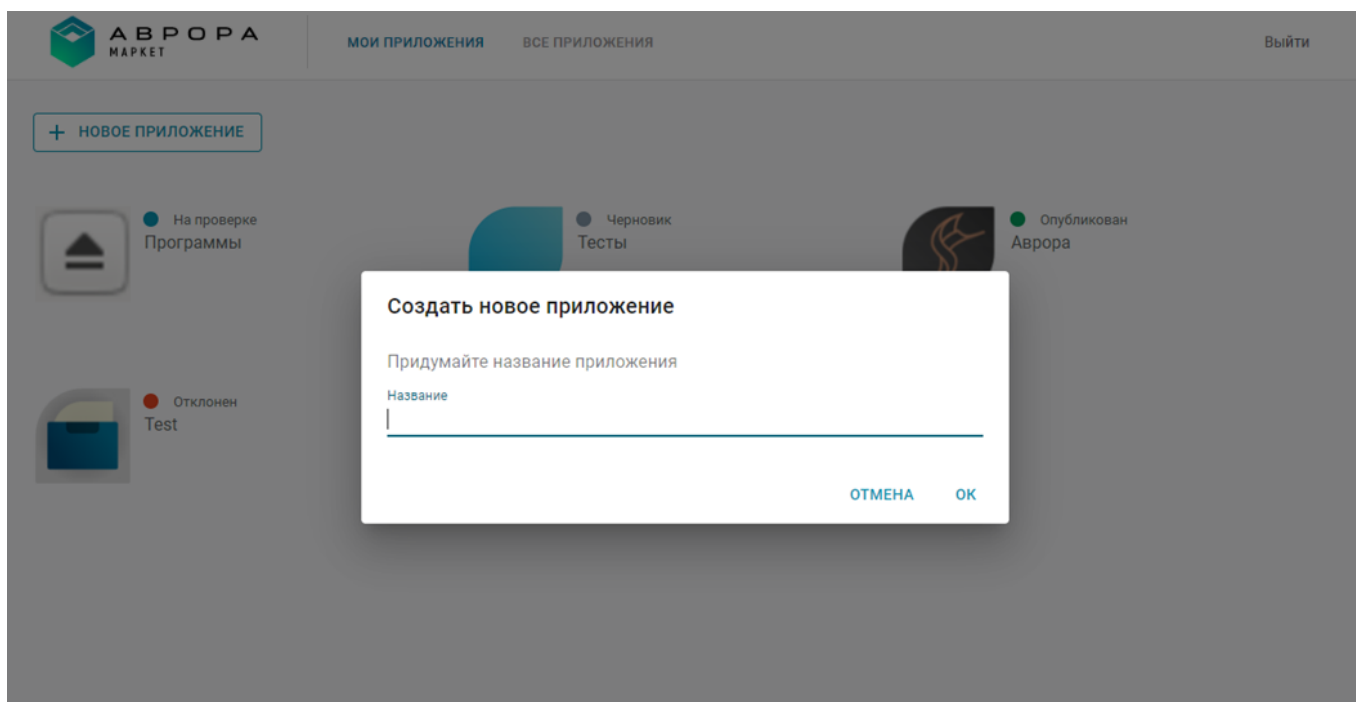 АВРОРА
МАРКЕТ
МОИ ПРИЛОЖЕНИЯ
ВСЕ ПРИЛОЖЕНИЯ
Выйти
+ НОВОЕ ПРИЛОЖЕНИЕ
На проверке
Программы
Черновик
Тесты
Опубликован
Аврора
Создать новое приложение
Придумайте название приложения
Название
ОТМЕНА
ОК
Отклонен
Test